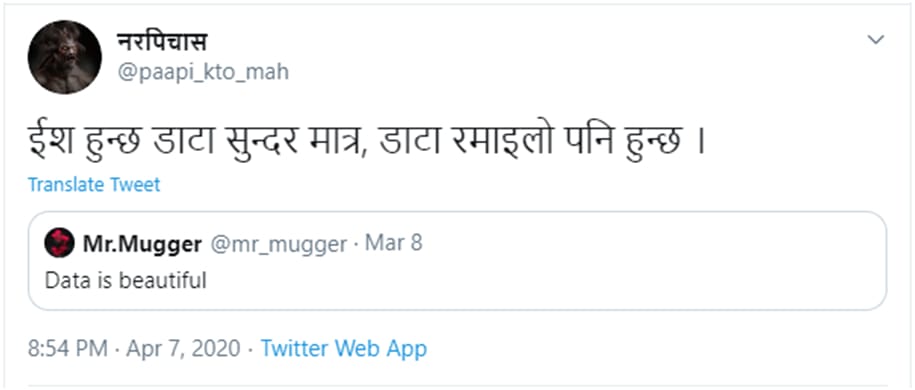 नरपिचास
@paapi_kto_mah
ईश हुन्छ डाटा सुन्दर मात्र, डाटा रमाइलो पनि हुन्छ ।
Translate Tweet
Mr.Mugger @mr_mugger · Mar 8
Data is beautiful
8:54 PM · Apr 7, 2020 · Twitter Web App